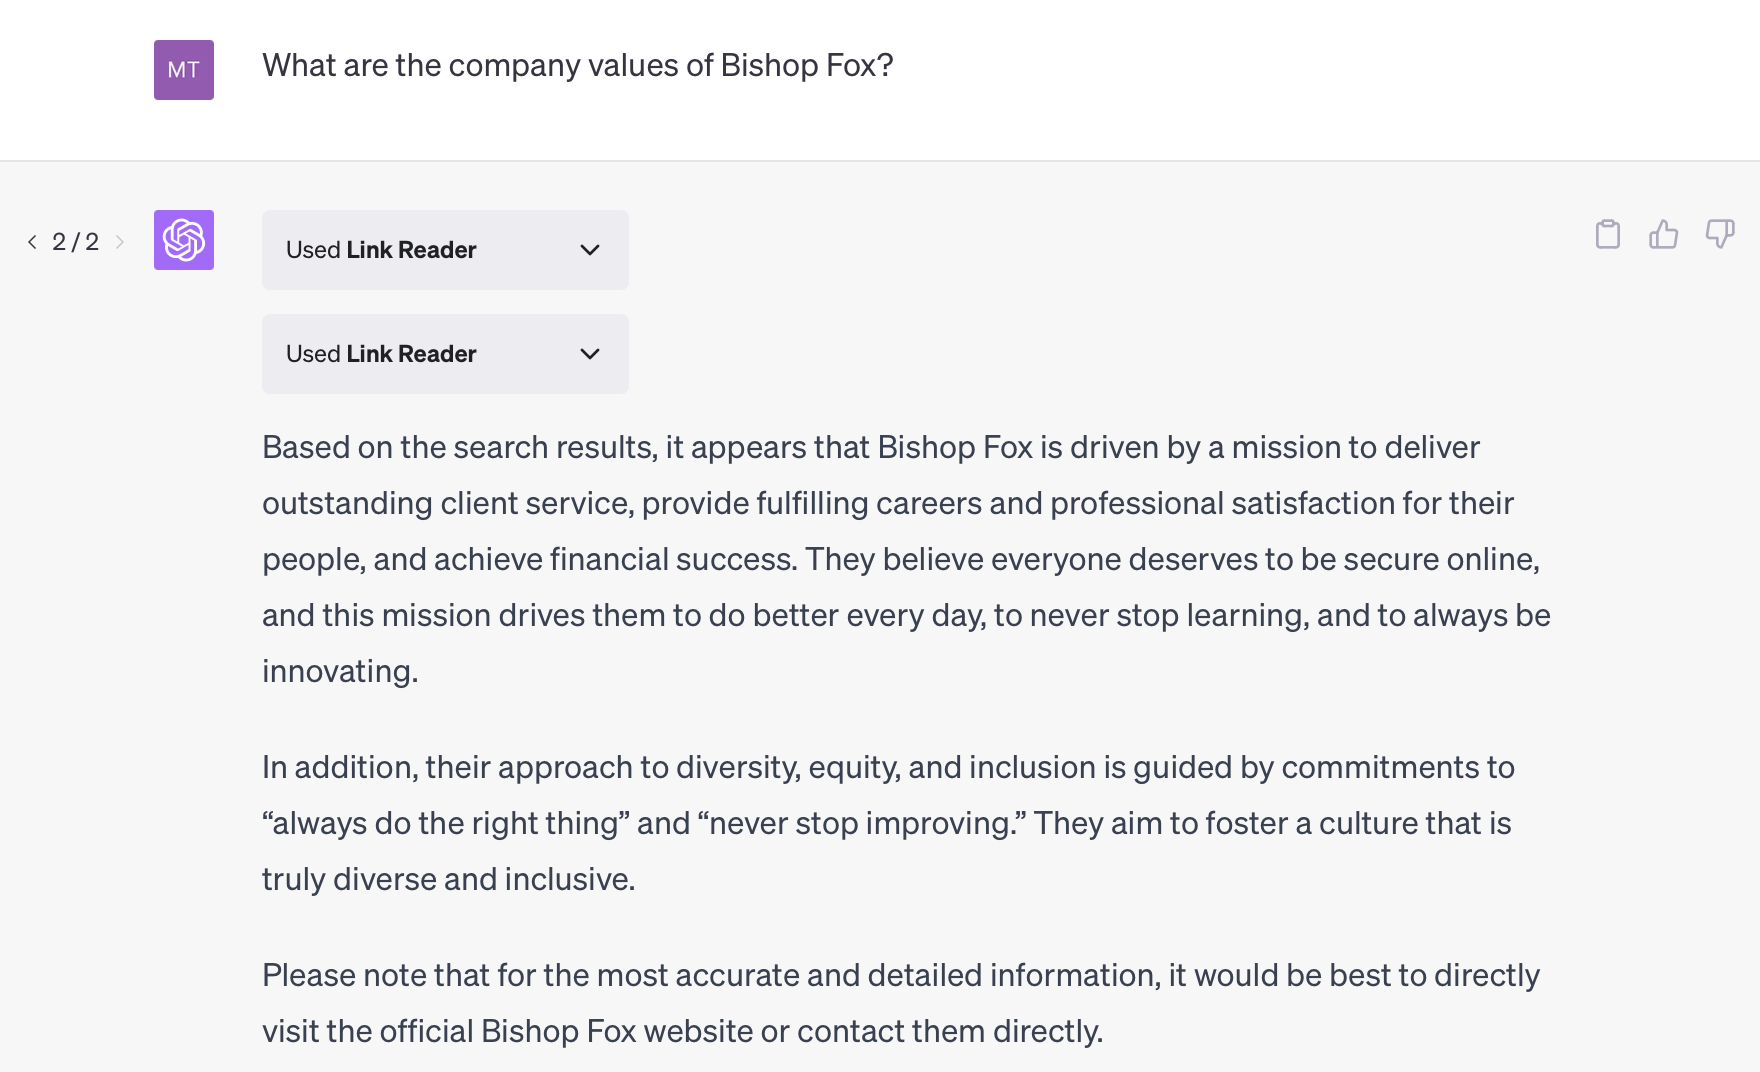 MT
What are the company values of Bishop Fox?
< 2 / 2 >
Used Link Reader
Used Link Reader
Based on the search results, it appears that Bishop Fox is driven by a mission to deliver
outstanding client service, provide fulfilling careers and professional satisfaction for their
people, and achieve financial success. They believe everyone deserves to be secure online,
and this mission drives them to do better every day, to never stop learning, and to always be
innovating.
In addition, their approach to diversity, equity, and inclusion is guided by commitments to
“always do the right thing” and “never stop improving.” They aim to foster a culture that is
truly diverse and inclusive.
Please note that for the most accurate and detailed information, it would be best to directly
visit the official Bishop Fox website or contact them directly.